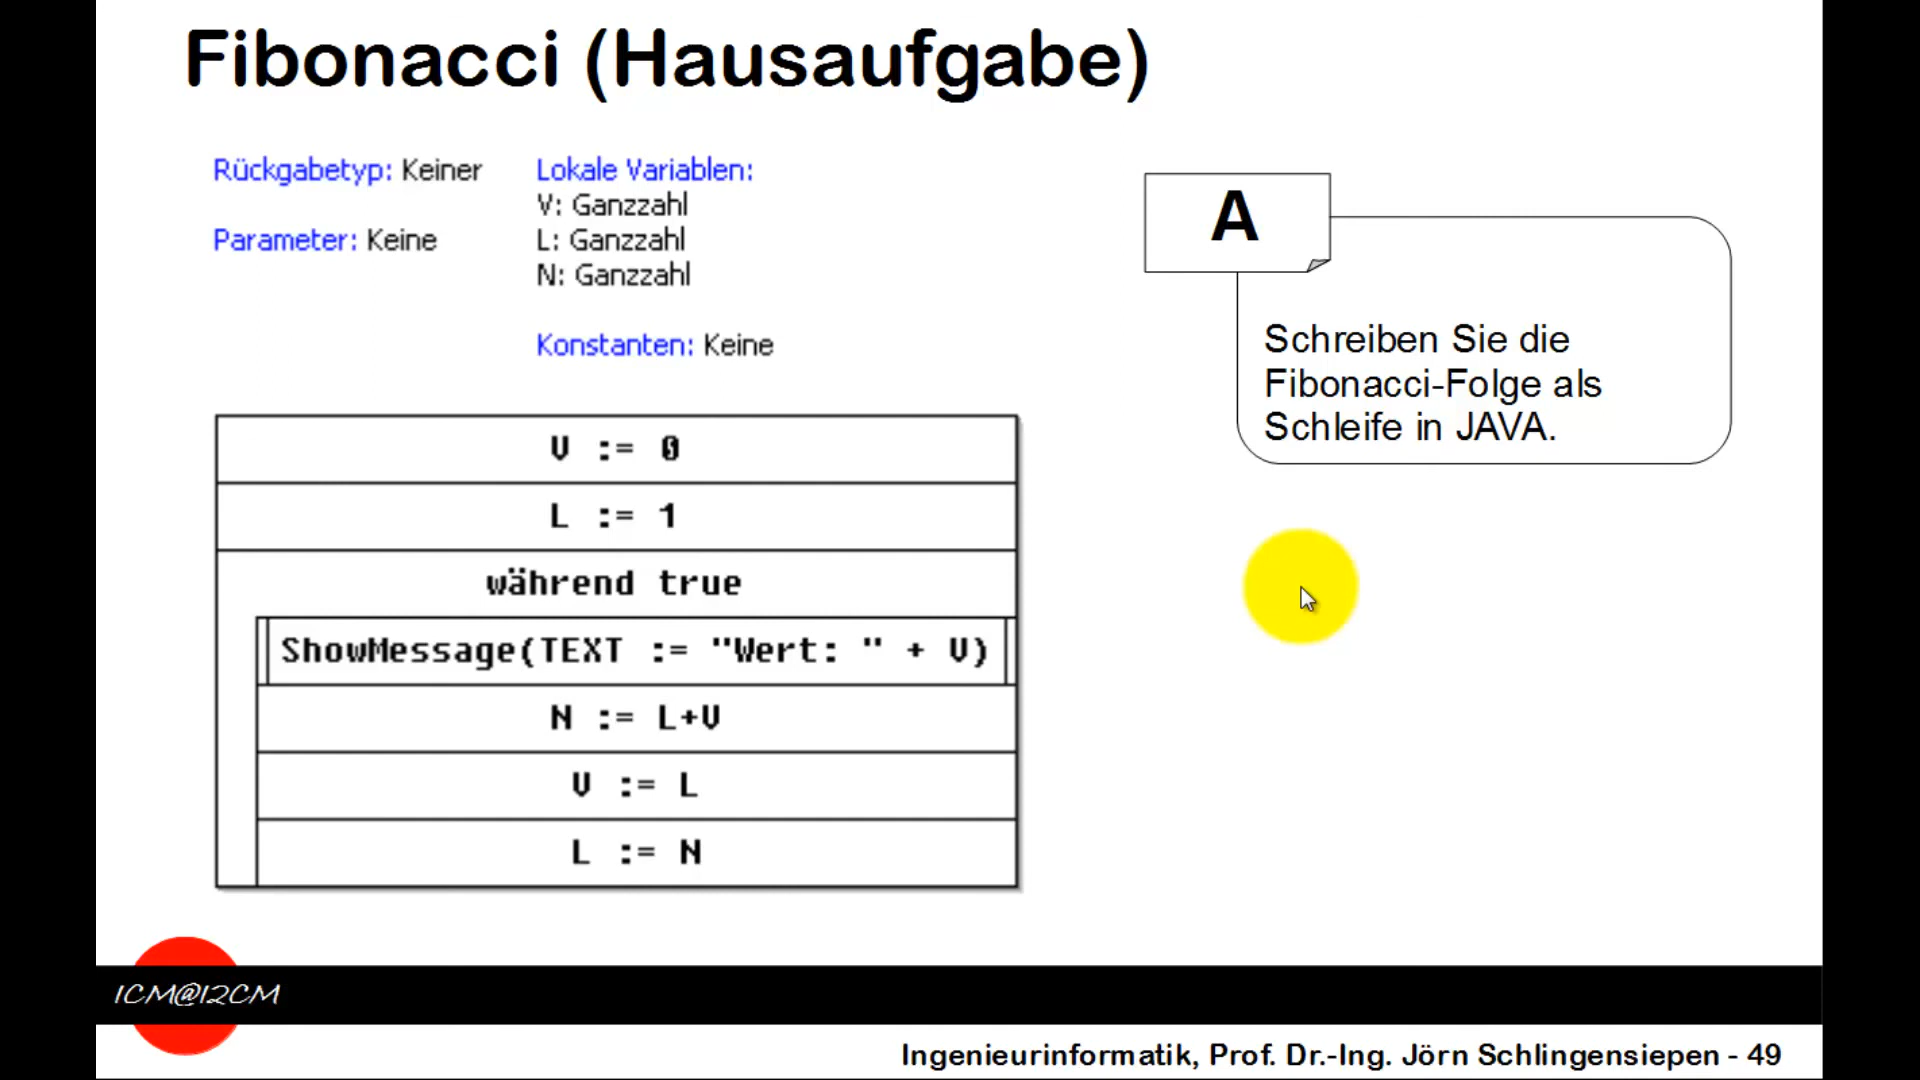 Fibonacci (Hausaufgabe)
Rückgabetyp: Keiner
Parameter: Keine
Lokale Variablen:
V: Ganzzahl
L: Ganzzahl
N: Ganzzahl
Konstanten: Keine
A
Schreiben Sie die
Fibonacci-Folge als
Schleife in JAVA.
V := 0
L := 1
während true
ShowMessage(TEXT := "Wert: " + V)
N := L+V
V := L
L := N
ICM@I2CM
Ingenieurinformatik, Prof. Dr.-Ing. Jörn Schlingensiepen - 49